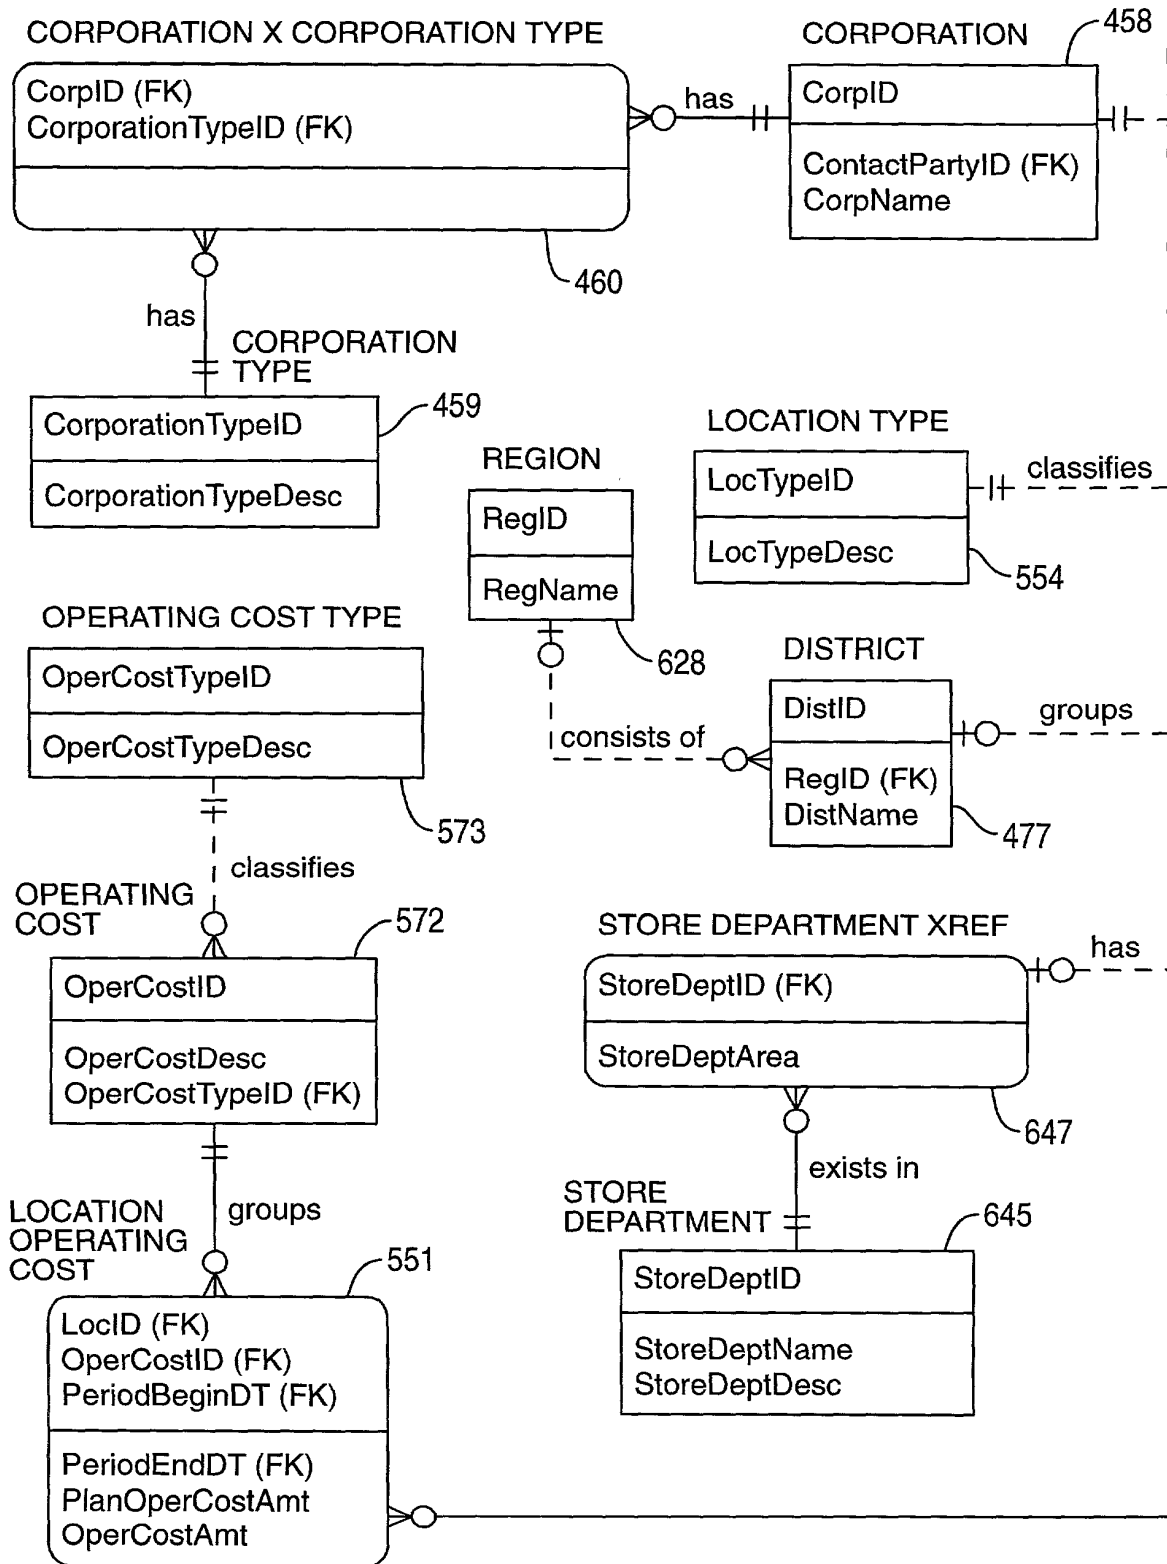 CORPORATION X CORPORATION TYPE
CorpID (FK)
CorporationTypeID (FK)
460
has
CORPORATION
458
CorpID
ContactPartyID (FK)
CorpName
has
CORPORATION
TYPE
459
CorporationTypeID
CorporationTypeDesc
REGION
RegID
RegName
628
LOCATION TYPE
LocTypeID
LocTypeDesc
554
classifies
consists of
DISTRICT
DistID
RegID (FK)
DistName
477
groups
OPERATING COST TYPE
OperCostTypeID
OperCostTypeDesc
573
classifies
OPERATING
COST
572
OperCostID
OperCostDesc
OperCostTypeID (FK)
groups
STORE DEPARTMENT XREF
StoreDeptID (FK)
StoreDeptArea
647
has
exists in
STORE
DEPARTMENT
645
StoreDeptID
StoreDeptName
StoreDeptDesc
LOCATION
OPERATING
COST
551
LocID (FK)
OperCostID (FK)
PeriodBeginDT (FK)
PeriodEndDT (FK)
PlanOperCostAmt
OperCostAmt